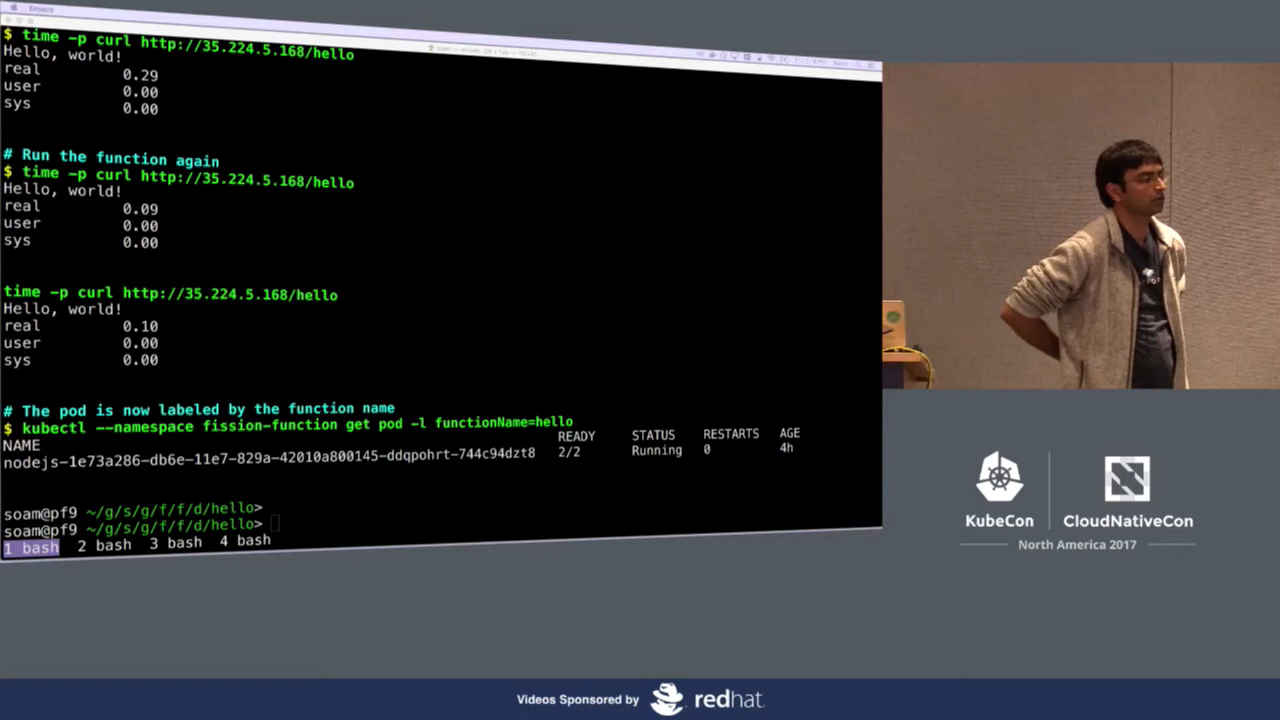 $ time -p curl http://35.224.5.168/hello
Hello, world!
real 0.29
user 0.00
sys 0.00
# Run the function again
$ time -p curl http://35.224.5.168/hello
Hello, world!
real 0.09
user 0.00
sys 0.00
time -p curl http://35.224.5.168/hello
Hello, world!
real 0.10
user 0.00
sys 0.00
# The pod is now labeled by the function name
$ kubectl --namespace fission-function get pod -l functionName=hello
NAME READY STATUS RESTARTS AGE
nodejs-1e73a286-db6e-11e7-829a-42010a800145-ddqpohrt-744c94dzt8 2/2 Running 0 4h
soam@pf9 ~/g/s/g/f/f/d/hello>
soam@pf9 ~/g/s/g/f/f/d/hello>
1 bash 2 bash 3 bash 4 bash
KubeCon
CloudNativeCon
North America 2017
Videos Sponsored by redhat.